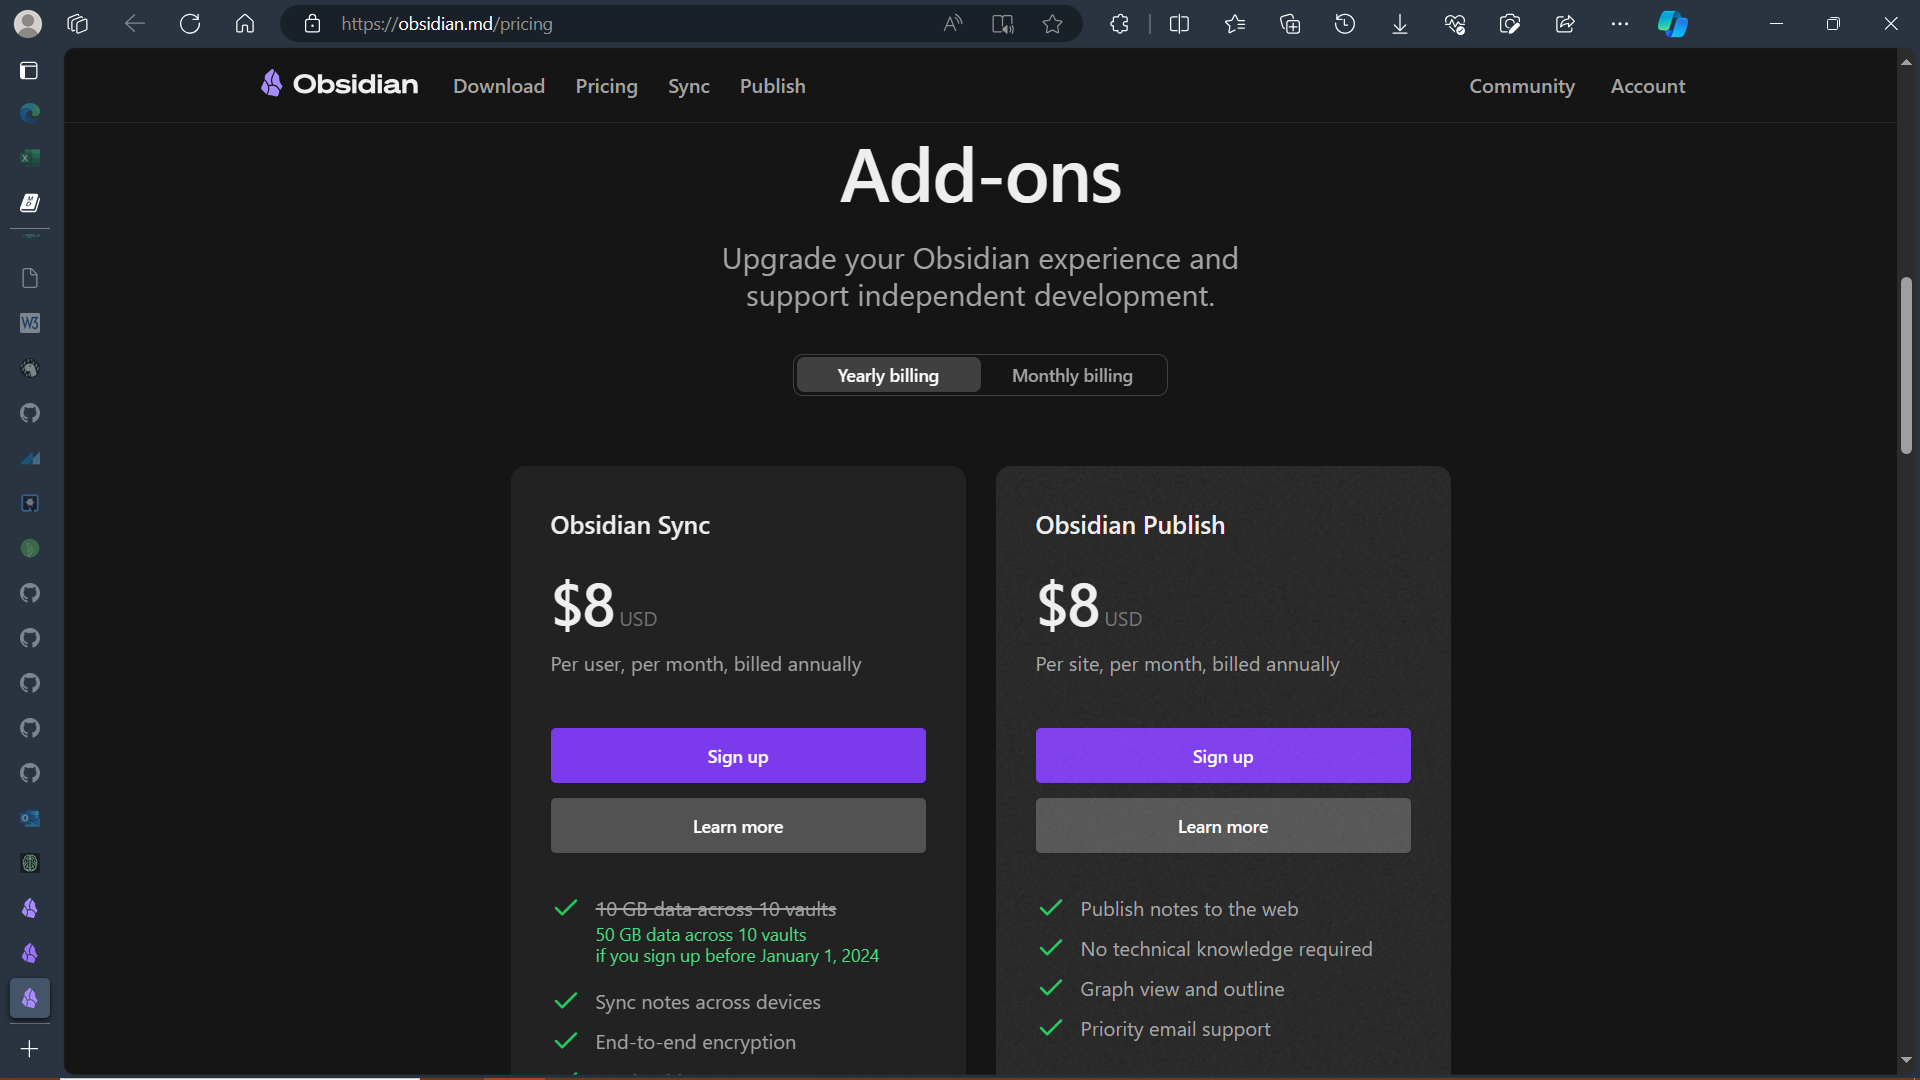 https://obsidian.md/pricing
Obsidian
Download
Pricing
Sync
Publish
Community
Account
Add-ons
Upgrade your Obsidian experience and
support independent development.
Yearly billing
Monthly billing
Obsidian Sync
$8 USD
Per user, per month, billed annually
Sign up
Learn more
10 GB data across 10 vaults
50 GB data across 10 vaults
if you sign up before January 1, 2024
Sync notes across devices
End-to-end encryption
Obsidian Publish
$8 USD
Per site, per month, billed annually
Sign up
Learn more
Publish notes to the web
No technical knowledge required
Graph view and outline
Priority email support